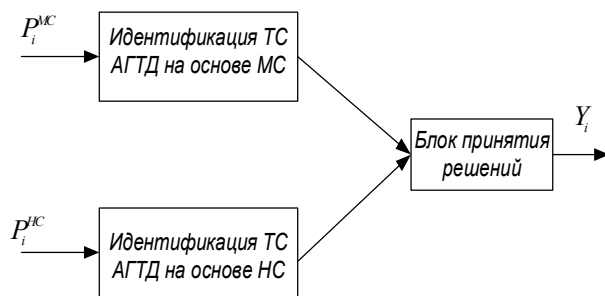 P_i^{МС}
Идентификация ТС
АГТД на основе МС
Блок принятия
решений
Y_i
P_i^{НС}
Идентификация ТС
АГТД на основе НС